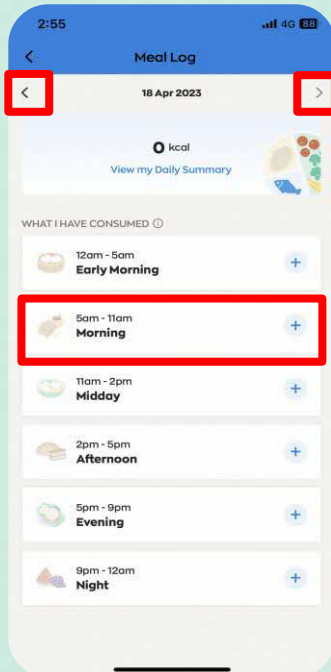 2:55
4G 88
Meal Log
18 Apr 2023
0 kcal
View my Daily Summary
WHAT I HAVE CONSUMED
12am - 5am
Early Morning
5am - 11am
Morning
11am - 2pm
Midday
2pm - 5pm
Afternoon
5pm - 9pm
Evening
9pm - 12am
Night